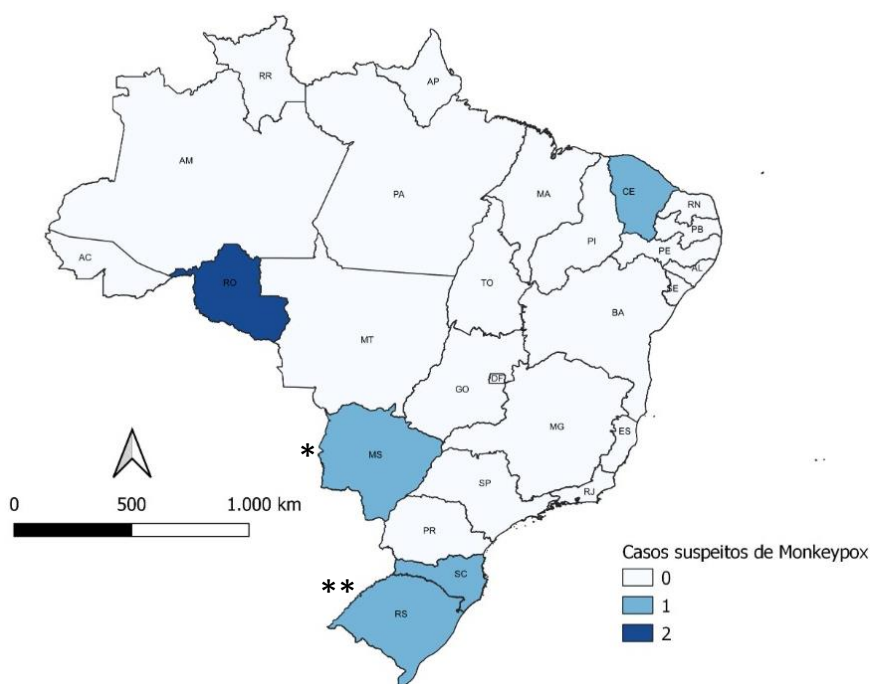 RR
AP
AM
PA
MA
CE
RN
PB
PI
PE
AC
AL
RO
TO
SE
BA
MT
DF
GO
MG
ES
* MS
SP
RJ
0 500 1.000 km
PR
Casos suspeitos de Monkeypox
0
1
2
SC
**
RS